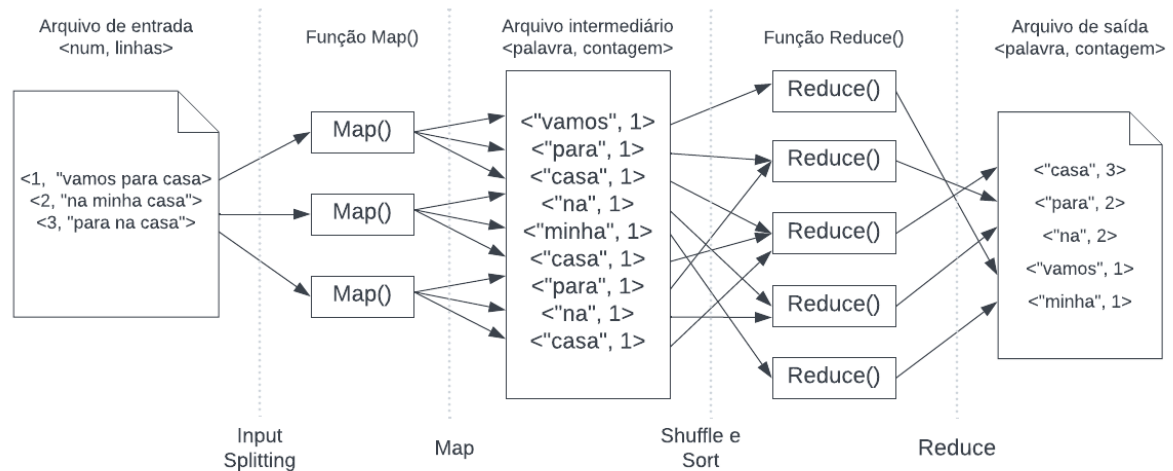 Arquivo de entrada
<num, linhas>
Função Map()
Arquivo intermediário
<palavra, contagem>
Função Reduce()
Arquivo de saída
<palavra, contagem>
<1,  "vamos para casa>
<2, "na minha casa">
<3, "para na casa">
Map()
Map()
Map()
<"vamos", 1>
<"para", 1>
<"casa", 1>
<"na", 1>
<"minha", 1>
<"casa", 1>
<"para", 1>
<"na", 1>
<"casa", 1>
Reduce()
Reduce()
Reduce()
Reduce()
Reduce()
<"casa", 3>
<"para", 2>
<"na", 2>
<"vamos", 1>
<"minha", 1>
Input
Splitting
Map
Shuffle e
Sort
Reduce